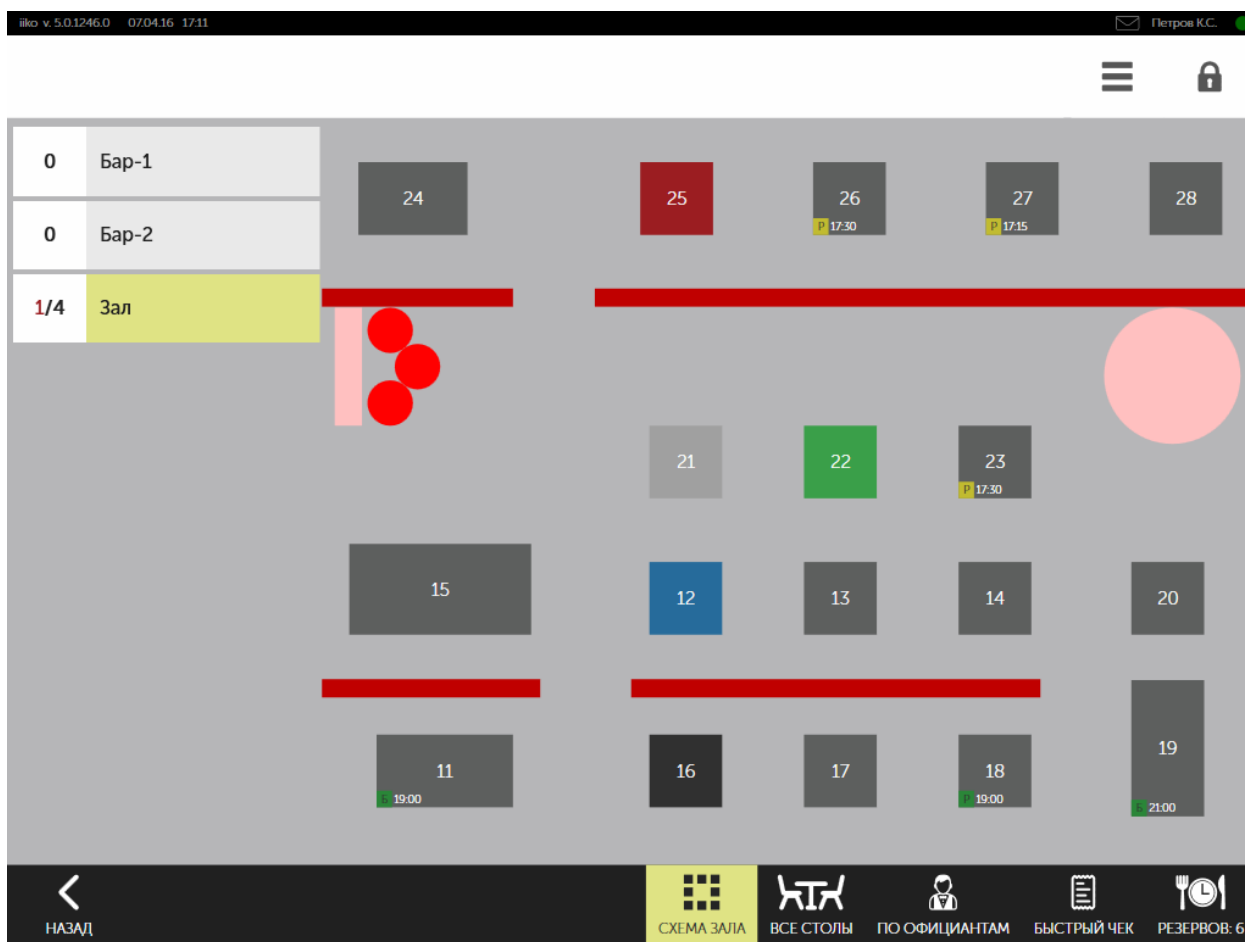 iiko v. 5.0.1246.0 07.04.16 17:11 Петров К.С.
0 Бар-1
0 Бар-2
1/4 Зал
24 25 26 27 28
Р 17:30 Р 17:15
21 22 23
Р 17:30
15 12 13 14 20
11 16 17 18 19
Б 19:00 Р 19:00 Б 21:00
НАЗАД СХЕМА ЗАЛА ВСЕ СТОЛЫ ПО ОФИЦИАНТАМ БЫСТРЫЙ ЧЕК РЕЗЕРВОВ: 6